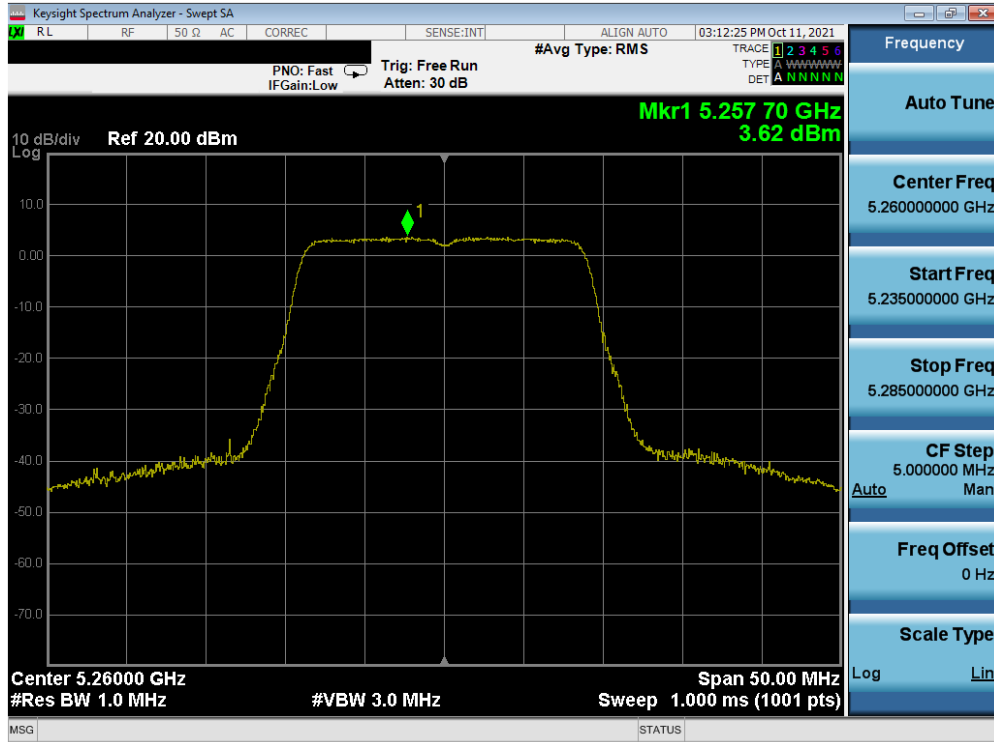 Keysight Spectrum Analyzer - Swept SA
LXI RL RF 50 Ω AC CORREC SENSE:INT ALIGN AUTO 03:12:25 PM Oct 11, 2021
#Avg Type: RMS
TRACE 1 2 3 4 5 6
PNO: Fast Trig: Free Run TYPE A WWWWW
IFGain:Low Atten: 30 dB DET A N N N N N
Mkr1 5.257 70 GHz
3.62 dBm
10 dB/div Ref 20.00 dBm
Log
1
10.0
0.00
-10.0
-20.0
-30.0
-40.0
-50.0
-60.0
-70.0
Center 5.26000 GHz Span 50.00 MHz
#Res BW 1.0 MHz #VBW 3.0 MHz Sweep 1.000 ms (1001 pts)
MSG STATUS
Frequency
Auto Tune
Center Freq
5.260000000 GHz
Start Freq
5.235000000 GHz
Stop Freq
5.285000000 GHz
CF Step
5.000000 MHz
Auto Man
Freq Offset
0 Hz
Scale Type
Log Lin